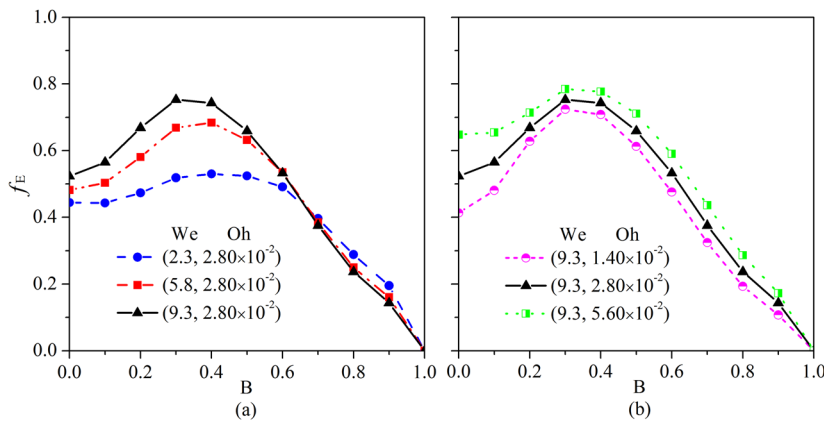 1.0
0.8
0.6
0.4
0.2
0.0
f_E
We Oh
(2.3, 2.80×10⁻²)
(5.8, 2.80×10⁻²)
(9.3, 2.80×10⁻²)
0.0 0.2 0.4 0.6 0.8 1.0
B
(a)
We Oh
(9.3, 1.40×10⁻²)
(9.3, 2.80×10⁻²)
(9.3, 5.60×10⁻²)
0.0 0.2 0.4 0.6 0.8 1.0
B
(b)